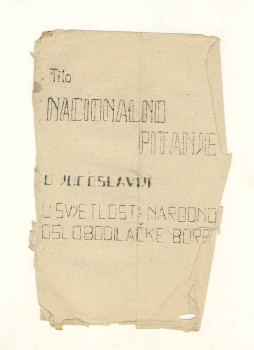 Tito
NACIONALNO
PITANJE
U JUGOSLAVIJI
U SVJETLOSTI NARODNO
OSLOBODILAČKE BORBE